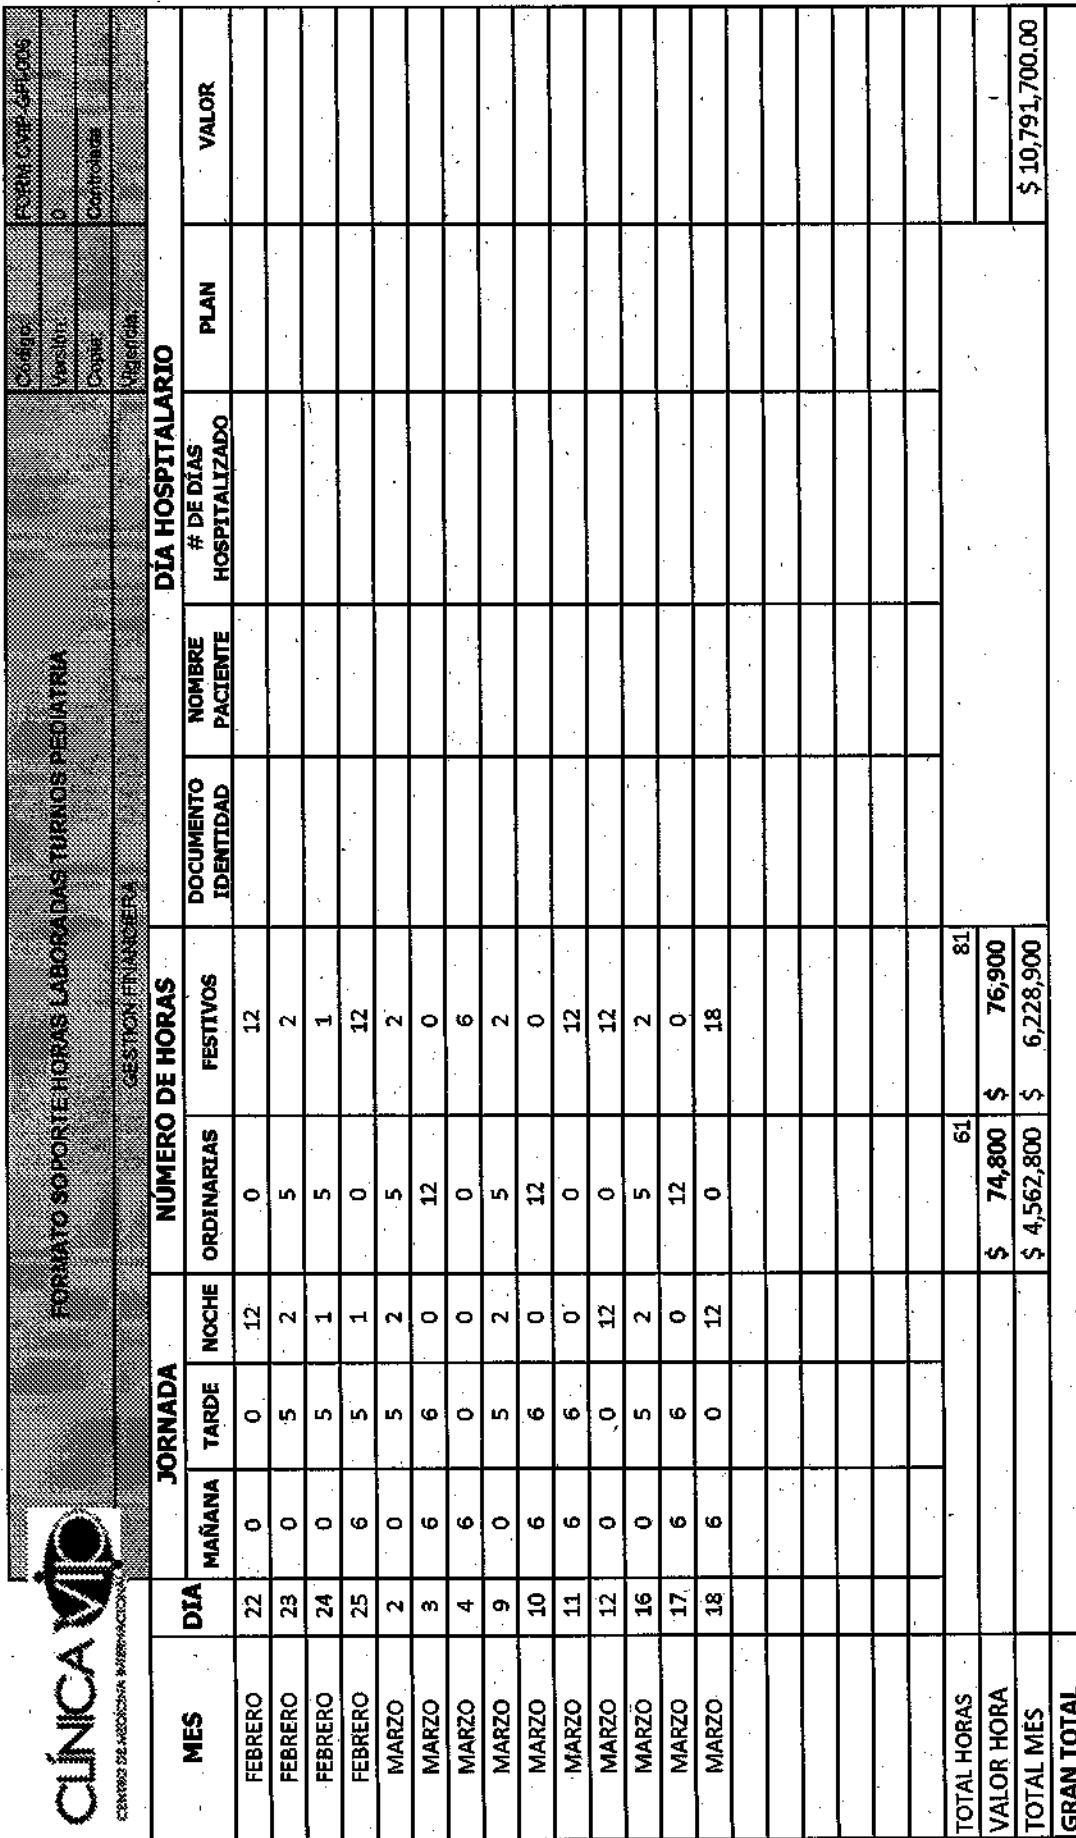 CLÍNICA VIP
CENTRO DE MEDICINA INTERNACIONAL
FORMATO SOPORTE HORAS LABORADAS TURNOS PEDIATRIA
GESTION FINANCIERA
Código: FORM-CVIP-GFI-006
Versión: 0
Copia: Controlada
Vigencia:
MES DIA JORNADA NÚMERO DE HORAS DÍA HOSPITALARIO
MAÑANA TARDE NOCHE ORDINARIAS FESTIVOS DOCUMENTO IDENTIDAD NOMBRE PACIENTE # DE DÍAS HOSPITALIZADO PLAN VALOR
FEBRERO 22 0 0 12 0 12
FEBRERO 23 0 5 2 5 2
FEBRERO 24 0 5 1 5 1
FEBRERO 25 6 5 1 0 12
MARZO 2 0 5 2 5 2
MARZO 3 6 6 0 12 0
MARZO 4 6 0 0 0 6
MARZO 9 0 5 2 5 2
MARZO 10 6 6 0 12 0
MARZO 11 6 6 0 0 12
MARZO 12 0 0 12 0 12
MARZO 16 0 5 2 5 2
MARZO 17 6 6 0 12 0
MARZO 18 6 0 12 0 18
TOTAL HORAS 61 81
VALOR HORA $ 74,800 $ 76,900
TOTAL MES $ 4,562,800 $ 6,228,900 $ 10,791,700.00
GRAN TOTAL